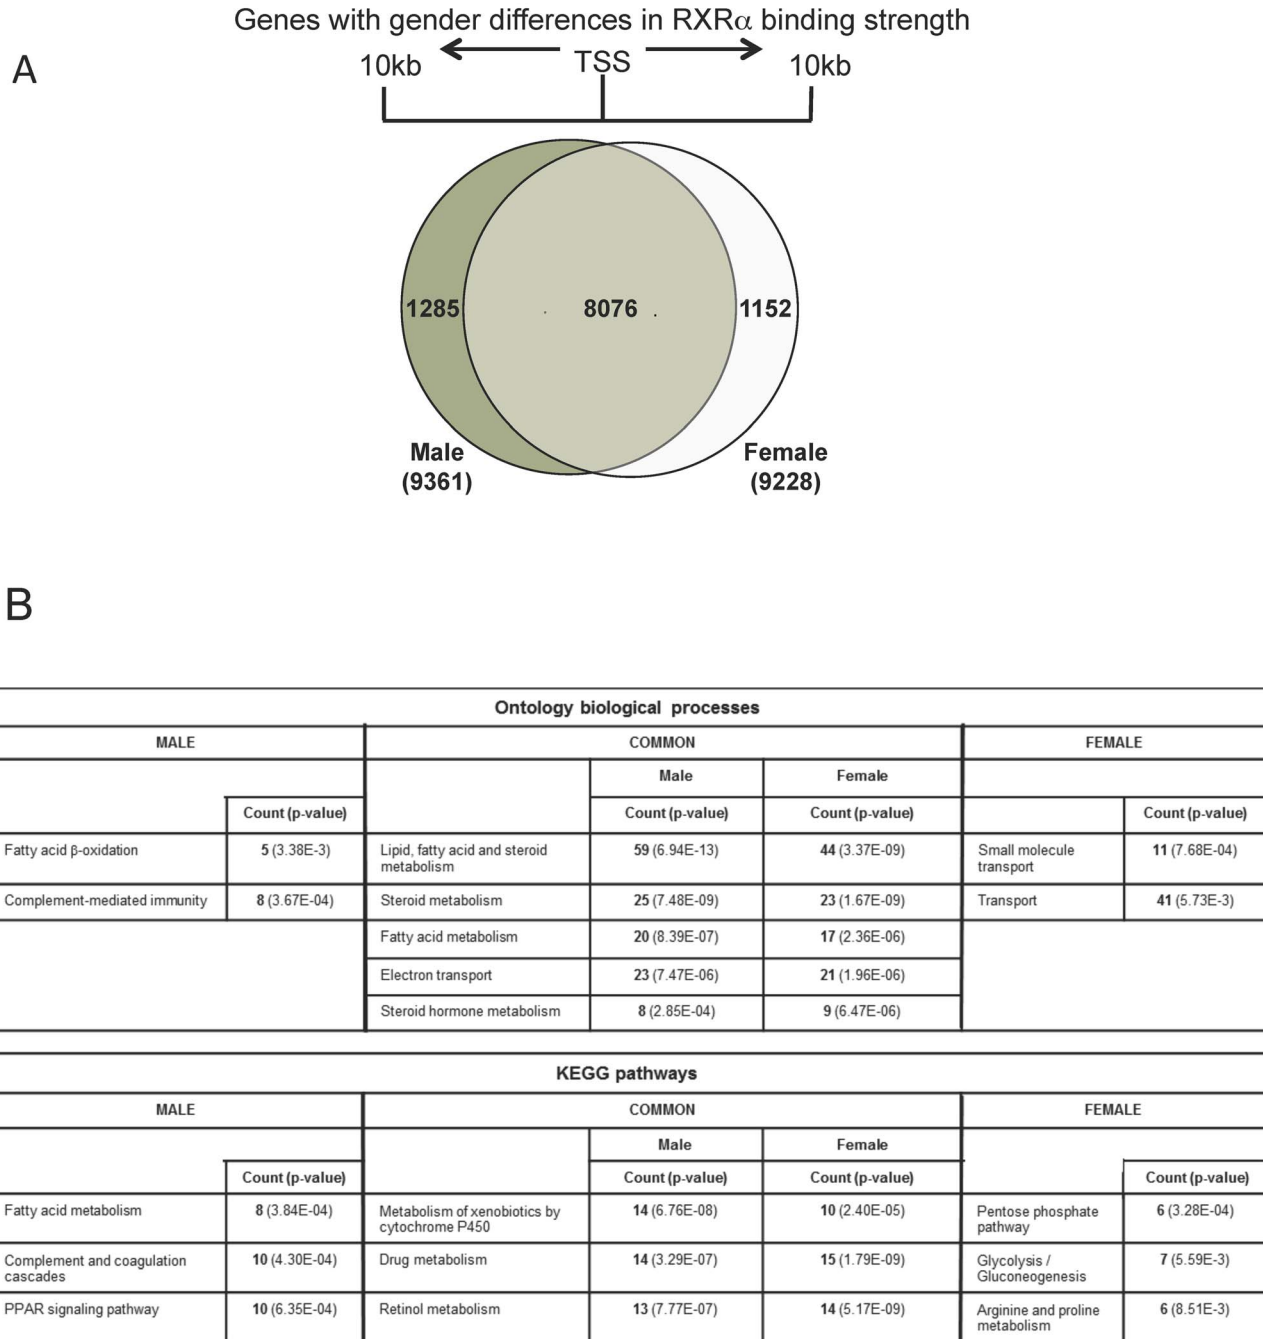 Genes with gender differences in RXRα binding strength
A
10kb
TSS
10kb
1285
8076
1152
Male
(9361)
Female
(9228)
B
Ontology biological processes
MALE
COMMON
FEMALE
Male
Female
Count (p-value)
Count (p-value)
Count (p-value)
Count (p-value)
Fatty acid β-oxidation
5 (3.38E-3)
Lipid, fatty acid and steroid
metabolism
59 (6.94E-13)
44 (3.37E-09)
Small molecule
transport
11 (7.68E-04)
Complement-mediated immunity
8 (3.67E-04)
Steroid metabolism
25 (7.48E-09)
23 (1.67E-09)
Transport
41 (5.73E-3)
Fatty acid metabolism
20 (8.39E-07)
17 (2.36E-06)
Electron transport
23 (7.47E-06)
21 (1.96E-06)
Steroid hormone metabolism
8 (2.85E-04)
9 (6.47E-06)
KEGG pathways
MALE
COMMON
FEMALE
Male
Female
Count (p-value)
Count (p-value)
Count (p-value)
Count (p-value)
Fatty acid metabolism
8 (3.84E-04)
Metabolism of xenobiotics by
cytochrome P450
14 (6.76E-08)
10 (2.40E-05)
Pentose phosphate
pathway
6 (3.28E-04)
Complement and coagulation
cascades
10 (4.30E-04)
Drug metabolism
14 (3.29E-07)
15 (1.79E-09)
Glycolysis /
Gluconeogenesis
7 (5.59E-3)
PPAR signaling pathway
10 (6.35E-04)
Retinol metabolism
13 (7.77E-07)
14 (5.17E-09)
Arginine and proline
metabolism
6 (8.51E-3)